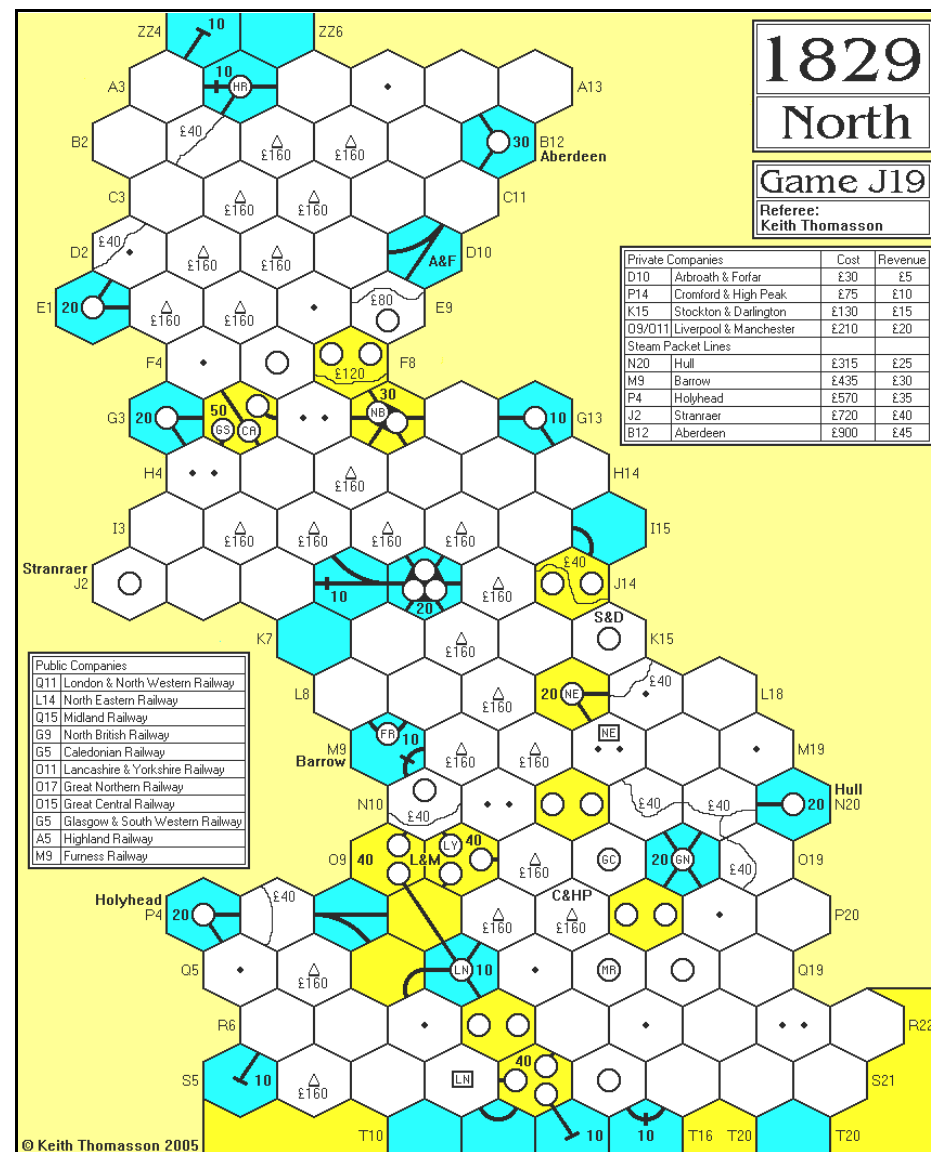 10
ZZ4 ZZ6
1829
North
10
A3 HR A13
£40
B2 £160 £160 30 B12
Aberdeen
Game J19
Referee:
Keith Thomasson
C3 £160 £160 C11
£40
D2 £160 £160 A&F D10
Private Companies Cost Revenue
D10 Arbroath & Forfar £30 £5
P14 Cromford & High Peak £75 £10
K15 Stockton & Darlington £130 £15
O9/O11 Liverpool & Manchester £210 £20
Steam Packet Lines
N20 Hull £315 £25
M9 Barrow £435 £30
P4 Holyhead £570 £35
J2 Stranraer £720 £40
B12 Aberdeen £900 £45
£80
E1 20 £160 £160 E9
F4 £120 F8
30
G3 20 50 GS CA NB 10 G13
H4 £160 H14
I3 £160 £160 £160 £160 I15
Stranraer
J2 10 20 £160 £40 J14
S&D
K7 £160 K15
Public Companies
Q11 London & North Western Railway
L14 North Eastern Railway
Q15 Midland Railway
G9 North British Railway
G5 Caledonian Railway
O11 Lancashire & Yorkshire Railway
O17 Great Northern Railway
O15 Great Central Railway
G5 Glasgow & South Western Railway
A5 Highland Railway
M9 Furness Railway
£40
L8 £160 20 NE L18
M9 FR 10 £160 £160 NE M19
Barrow
Hull
N10 £40 £40 £40 20 N20
O9 40 L&M LY 40 £160 GC 20 GN £40 O19
Holyhead
P4 20 £40 £160 C&HP £160 P20
Q5 £160 LN 10 MR Q19
R6 R22
S5 10 £160 LN 40 S21
T10 10 10 T16 T20 T20
© Keith Thomasson 2005